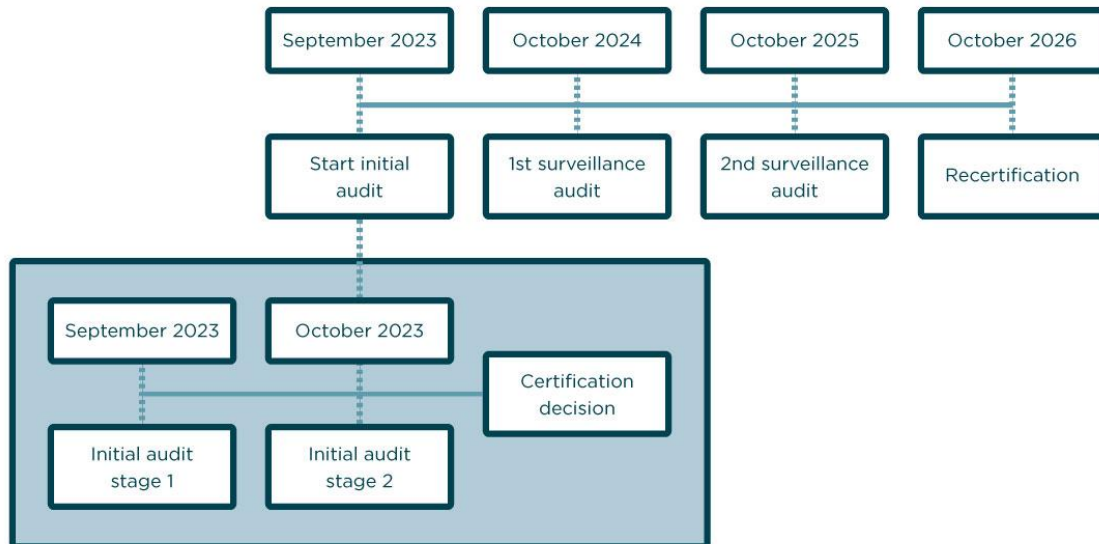 September 2023
October 2024
October 2025
October 2026
Start initial
audit
1st surveillance
audit
2nd surveillance
audit
Recertification
September 2023
October 2023
Certification
decision
Initial audit
stage 1
Initial audit
stage 2